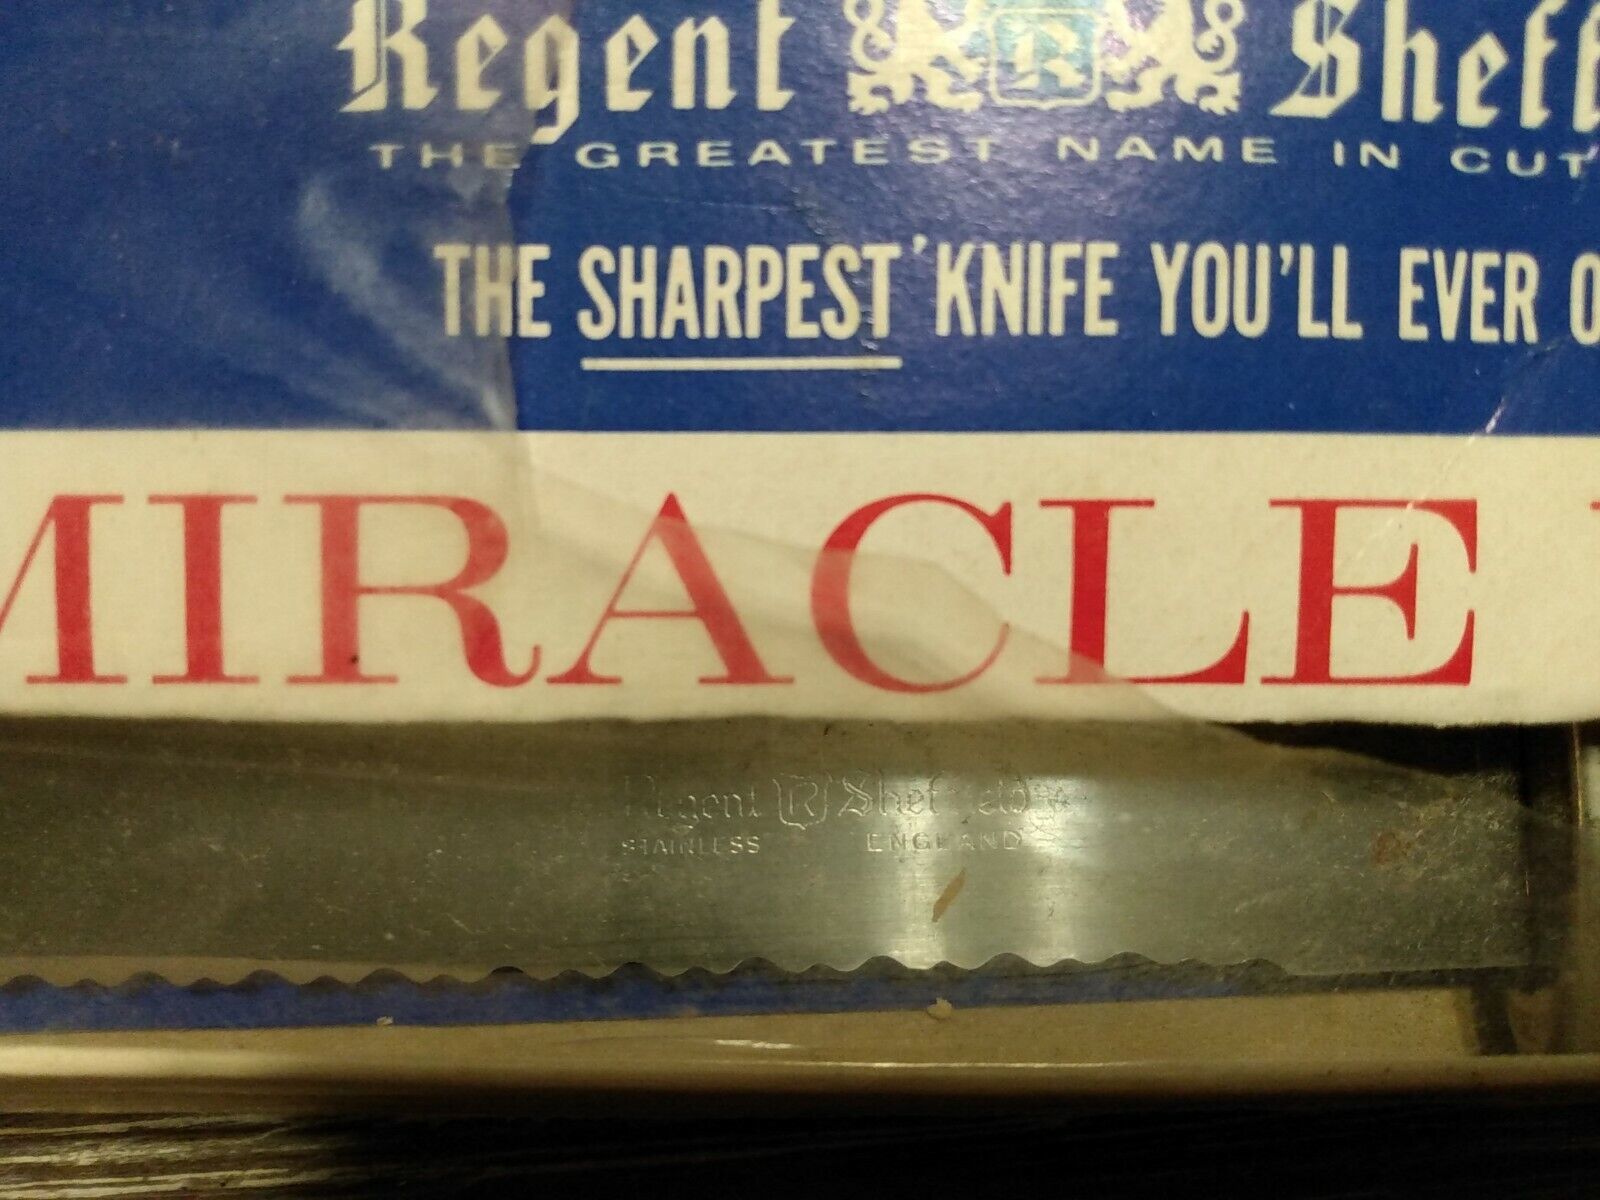 Regent R Sheff
THE GREATEST NAME IN CUT
THE SHARPEST KNIFE YOU'LL EVER O
MIRACLE
Regent R Sheffield
STAINLESS ENGLAND